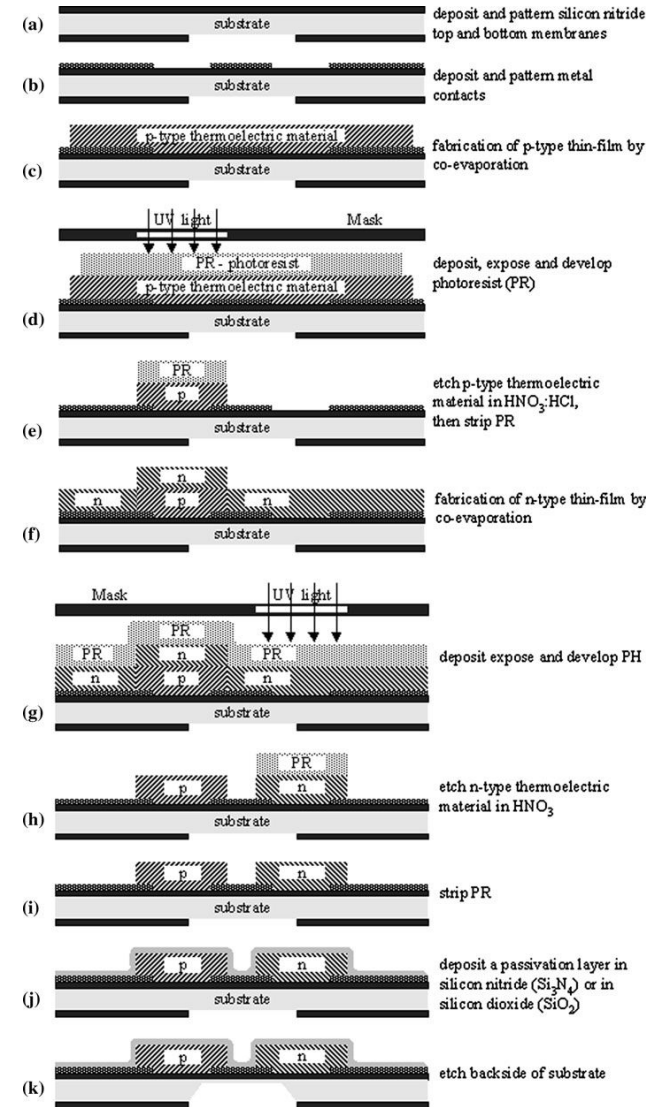 (a)
substrate
deposit and pattern silicon nitride
top and bottom membranes
(b)
substrate
deposit and pattern metal
contacts
(c)
p-type thermoelectric material
substrate
fabrication of p-type thin-film by
co-evaporation
UV light
Mask
PR - photoresist
p-type thermoelectric material
(d)
substrate
deposit, expose and develop
photoresist (PR)
PR
p
(e)
substrate
etch p-type thermoelectric
material in HNO3:HCl,
then strip PR
n
n
p
n
(f)
substrate
fabrication of n-type thin-film by
co-evaporation
Mask
UV light
PR
PR
PR
n
n
p
n
(g)
substrate
deposit expose and develop PH
PR
p
n
(h)
substrate
etch n-type thermoelectric
material in HNO3
p
n
(i)
substrate
strip PR
p
n
(j)
substrate
deposit a passivation layer in
silicon nitride (Si3N4) or in
silicon dioxide (SiO2)
p
n
(k)
etch backside of substrate